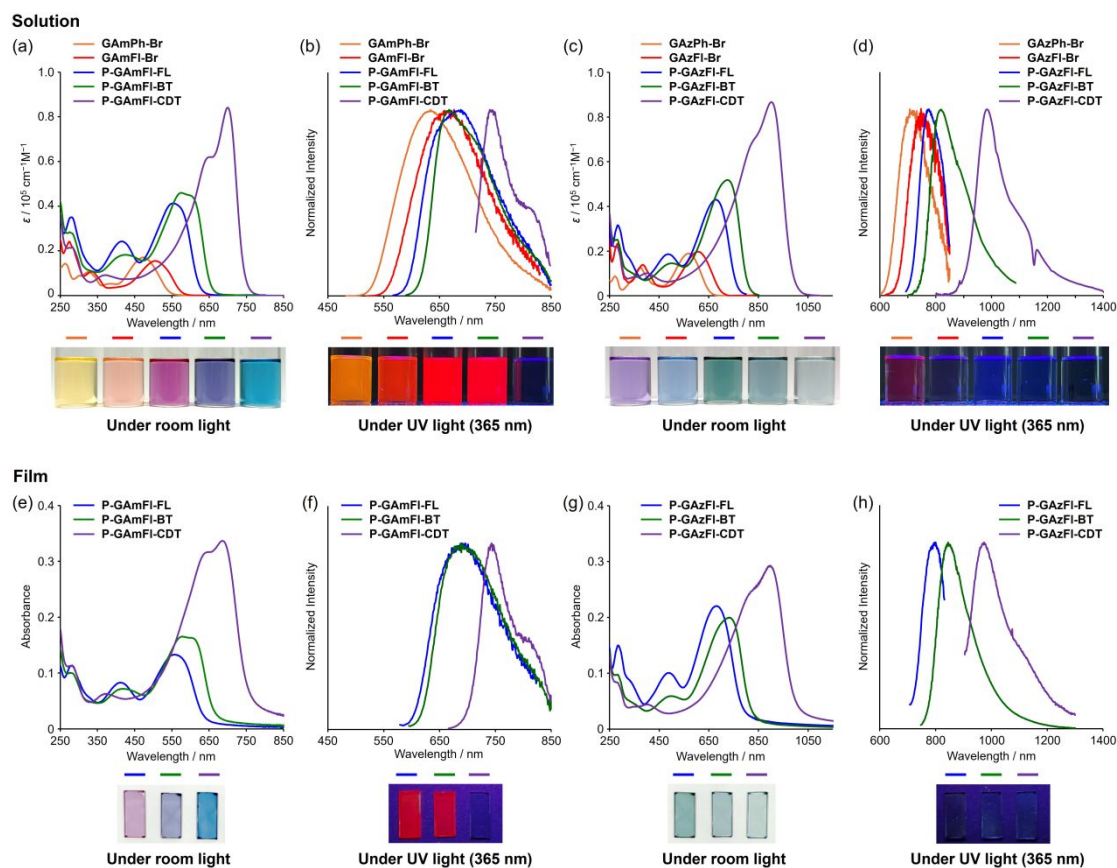 Solution
(a)
GAmPh-Br
GAmFl-Br
P-GAmFl-FL
P-GAmFl-BT
P-GAmFl-CDT
1.0
0.8
0.6
0.4
0.2
0
ε / 10⁵ cm⁻¹M⁻¹
250 350 450 550 650 750 850
Wavelength / nm
Under room light
(b)
GAmPh-Br
GAmFl-Br
P-GAmFl-FL
P-GAmFl-BT
P-GAmFl-CDT
Normalized Intensity
450 550 650 750 850
Wavelength / nm
Under UV light (365 nm)
(c)
GAzPh-Br
GAzFl-Br
P-GAzFl-FL
P-GAzFl-BT
P-GAzFl-CDT
1.0
0.8
0.6
0.4
0.2
0
ε / 10⁵ cm⁻¹M⁻¹
250 450 650 850 1050
Wavelength / nm
Under room light
(d)
GAzPh-Br
GAzFl-Br
P-GAzFl-FL
P-GAzFl-BT
P-GAzFl-CDT
Normalized Intensity
600 800 1000 1200 1400
Wavelength / nm
Under UV light (365 nm)
Film
(e)
P-GAmFl-FL
P-GAmFl-BT
P-GAmFl-CDT
0.4
0.3
0.2
0.1
0
Absorbance
250 350 450 550 650 750 850
Wavelength / nm
Under room light
(f)
P-GAmFl-FL
P-GAmFl-BT
P-GAmFl-CDT
Normalized Intensity
450 550 650 750 850
Wavelength / nm
Under UV light (365 nm)
(g)
P-GAzFl-FL
P-GAzFl-BT
P-GAzFl-CDT
0.4
0.3
0.2
0.1
0
Absorbance
250 450 650 850 1050
Wavelength / nm
Under room light
(h)
P-GAzFl-FL
P-GAzFl-BT
P-GAzFl-CDT
Normalized Intensity
600 800 1000 1200 1400
Wavelength / nm
Under UV light (365 nm)